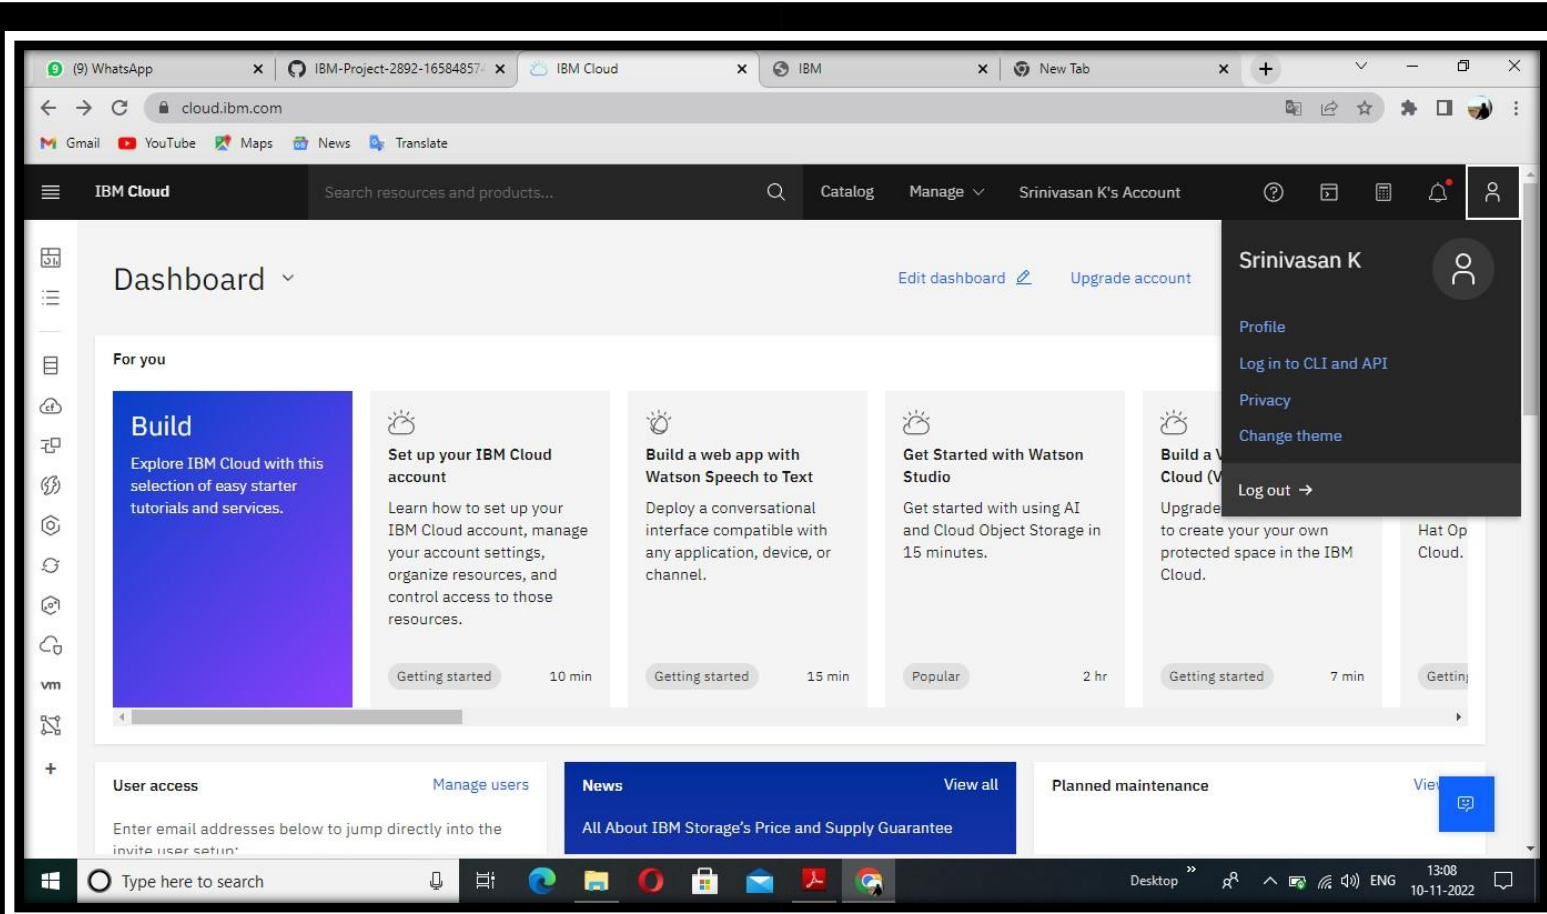 (9) WhatsApp
IBM-Project-2892-16584857
IBM Cloud
IBM
New Tab
cloud.ibm.com
Gmail
YouTube
Maps
News
Translate
IBM Cloud
Search resources and products...
Catalog
Manage
Srinivasan K's Account
Srinivasan K
Profile
Log in to CLI and API
Privacy
Change theme
Log out →
Dashboard
Edit dashboard
Upgrade account
For you
Build
Explore IBM Cloud with this
selection of easy starter
tutorials and services.
Set up your IBM Cloud
account
Learn how to set up your
IBM Cloud account, manage
your account settings,
organize resources, and
control access to those
resources.
Getting started 10 min
Build a web app with
Watson Speech to Text
Deploy a conversational
interface compatible with
any application, device, or
channel.
Getting started 15 min
Get Started with Watson
Studio
Get started with using AI
and Cloud Object Storage in
15 minutes.
Popular 2 hr
Build a
Cloud (V
Upgrade
to create your your own
protected space in the IBM
Cloud.
Getting started 7 min
Hat Op
Cloud.
Getting
cf
vm
User access
Manage users
Enter email addresses below to jump directly into the
invite user setup:
News
View all
All About IBM Storage's Price and Supply Guarantee
Planned maintenance
Type here to search
Desktop
ENG
13:08
10-11-2022